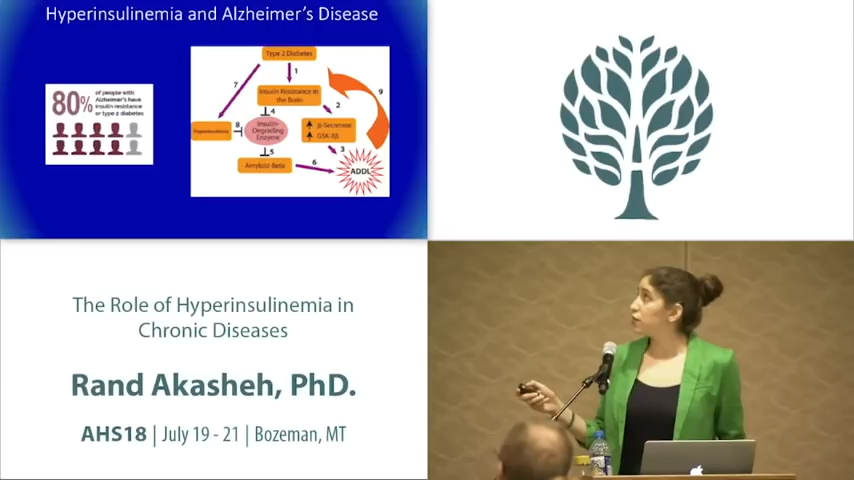 Hyperinsulinemia and Alzheimer's Disease
80%
of people with
Alzheimer's have
insulin resistance
or type 2 diabetes
Type 2 Diabetes
7
1
9
Insulin Resistance in
the Brain
4
2
Hyperinsulinemia
8
Insulin-
Degrading
Enzyme
β-Secretase
GSK-3β
5
3
Amyloid-Beta
6
ADDL
The Role of Hyperinsulinemia in
Chronic Diseases
Rand Akasheh, PhD.
AHS18 | July 19 - 21 | Bozeman, MT